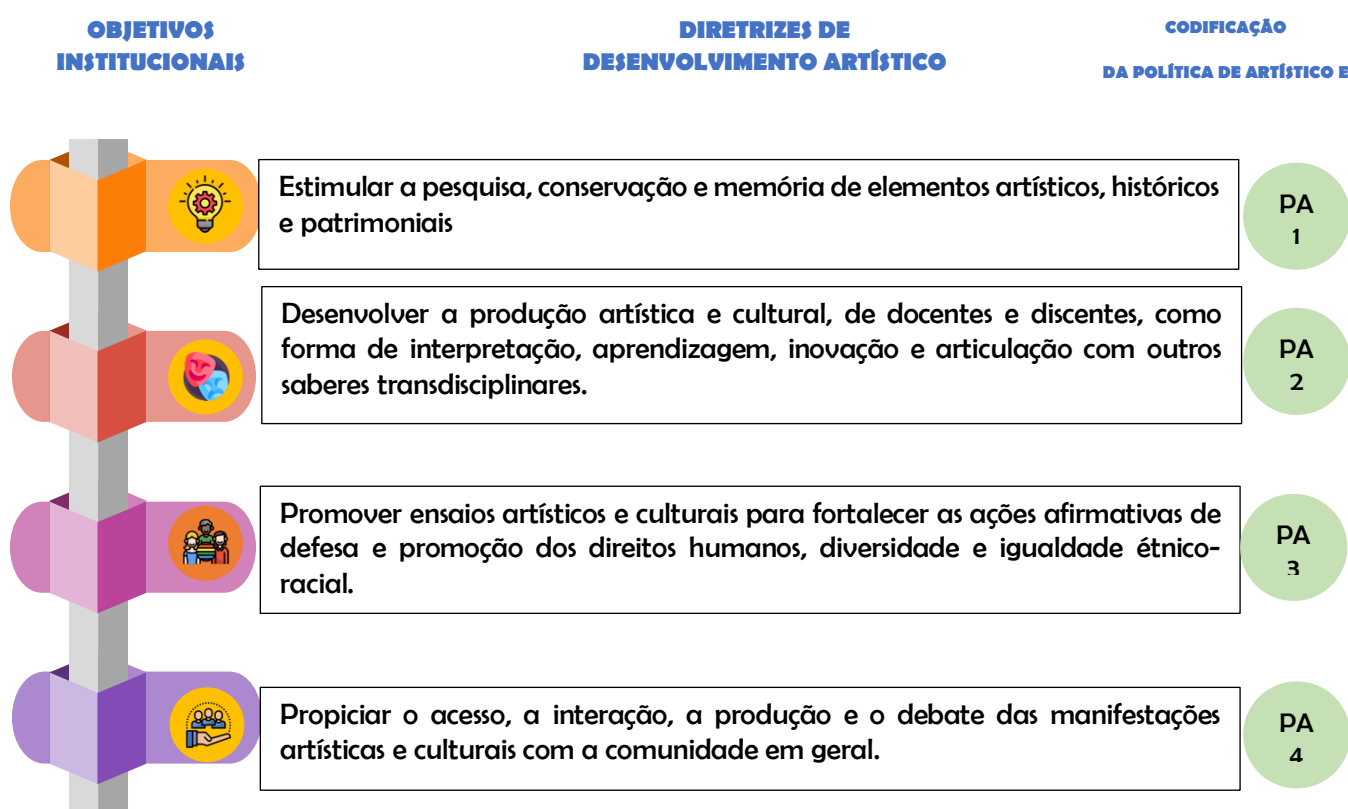 OBJETIVOS
INSTITUCIONAIS
DIRETRIZES DE
DESENVOLVIMENTO ARTÍSTICO
CODIFICAÇÃO
DA POLÍTICA DE ARTÍSTICO E
Estimular a pesquisa, conservação e memória de elementos artísticos, históricos
e patrimoniais
PA
1
Desenvolver a produção artística e cultural, de docentes e discentes, como
forma de interpretação, aprendizagem, inovação e articulação com outros
saberes transdisciplinares.
PA
2
Promover ensaios artísticos e culturais para fortalecer as ações afirmativas de
defesa e promoção dos direitos humanos, diversidade e igualdade étnico-
racial.
PA
3
Propiciar o acesso, a interação, a produção e o debate das manifestações
artísticas e culturais com a comunidade em geral.
PA
4